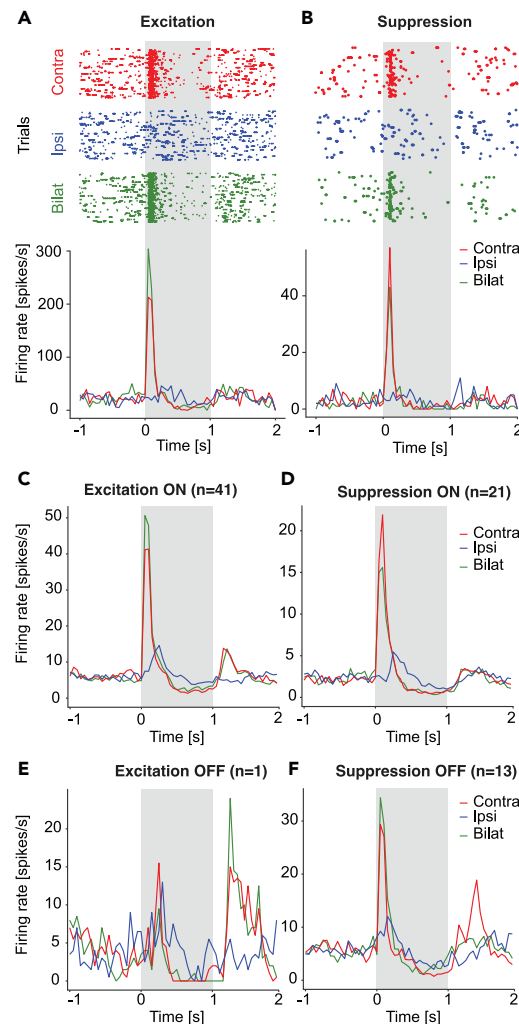 A Excitation
B Suppression
Trials
Contra
Ipsi
Bilat
Firing rate [spikes/s]
300
200
100
0
-1 0 1 2
Time [s]
40
20
0
-1 0 1 2
Time [s]
Contra
Ipsi
Bilat
C Excitation ON (n=41)
Firing rate [spikes/s]
50
40
30
20
10
0
-1 0 1 2
Time [s]
D Suppression ON (n=21)
20
15
10
5
0
-1 0 1 2
Time [s]
Contra
Ipsi
Bilat
E Excitation OFF (n=1)
Firing rate [spikes/s]
20
15
10
5
0
-1 0 1 2
Time [s]
F Suppression OFF (n=13)
30
20
10
0
-1 0 1 2
Time [s]
Contra
Ipsi
Bilat